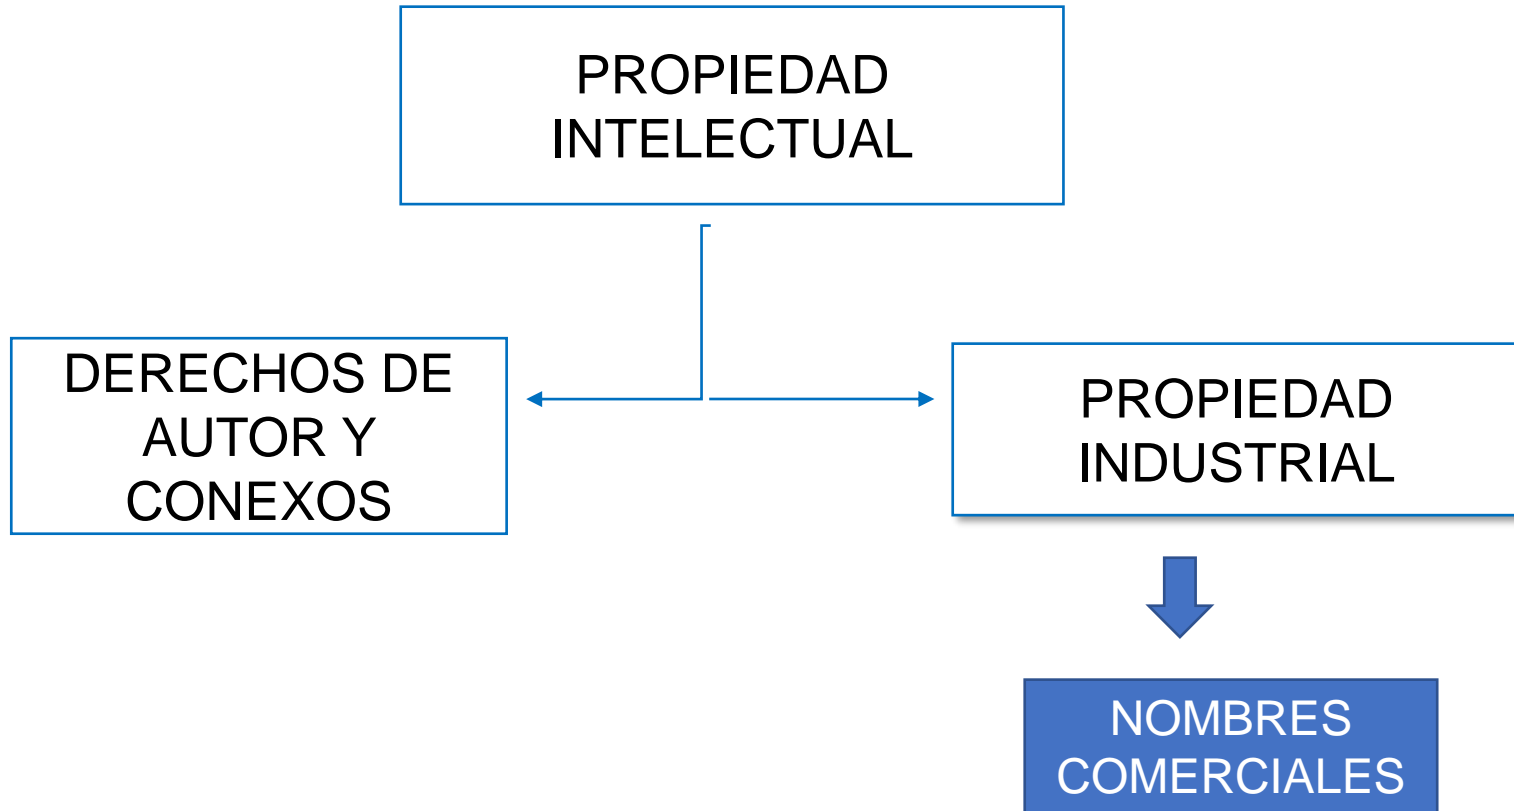 PROPIEDAD
INTELECTUAL
DERECHOS DE
AUTOR Y
CONEXOS
PROPIEDAD
INDUSTRIAL
NOMBRES
COMERCIALES